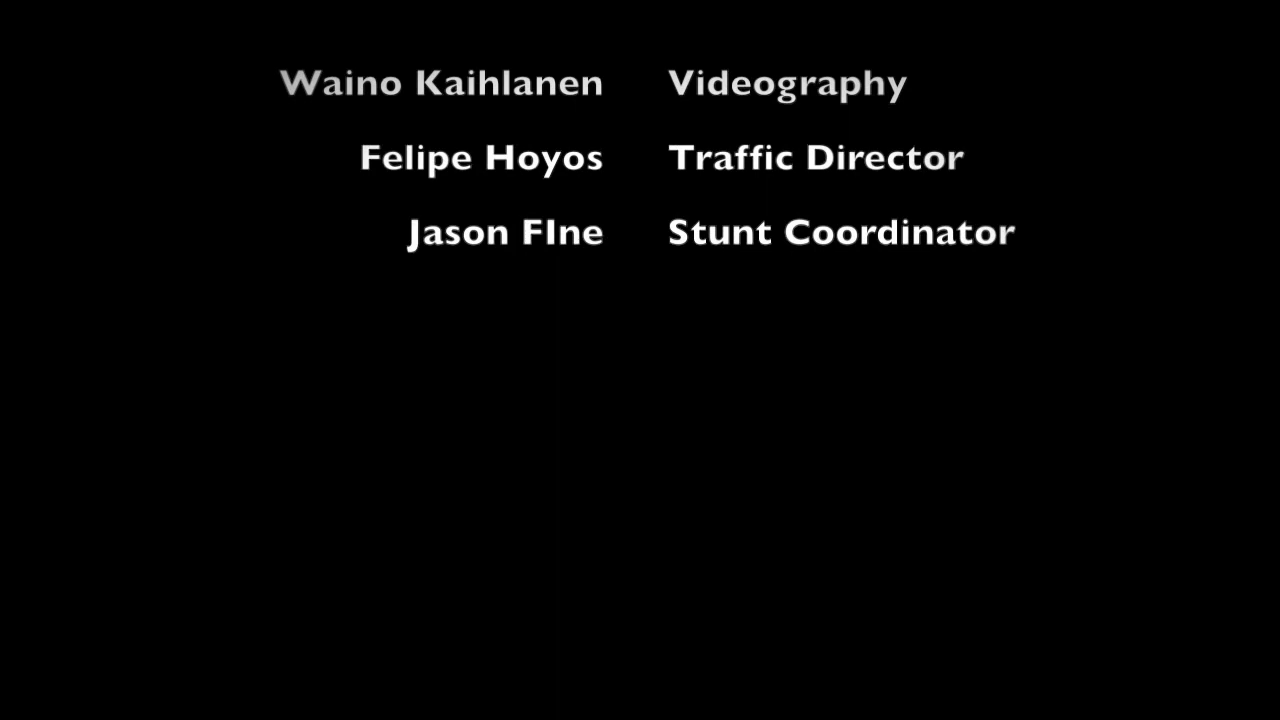 Waino Kaihlanen Videography
Felipe Hoyos Traffic Director
Jason FIne Stunt Coordinator